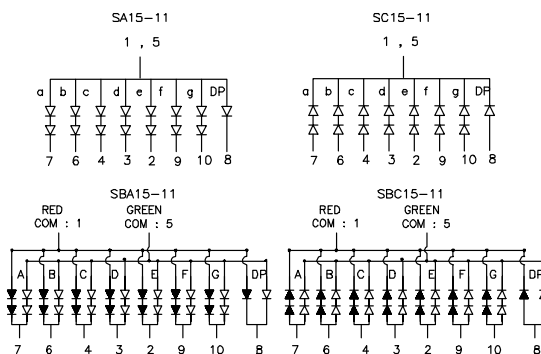 SA15-11
1 , 5
a b c d e f g DP
7 6 4 3 2 9 10 8
SC15-11
1 , 5
a b c d e f g DP
7 6 4 3 2 9 10 8
SBA15-11
RED GREEN
COM : 1 COM : 5
A B C D E F G DP
7 6 4 3 2 9 10 8
SBC15-11
RED GREEN
COM : 1 COM : 5
A B C D E F G DP
7 6 4 3 2 9 10 8